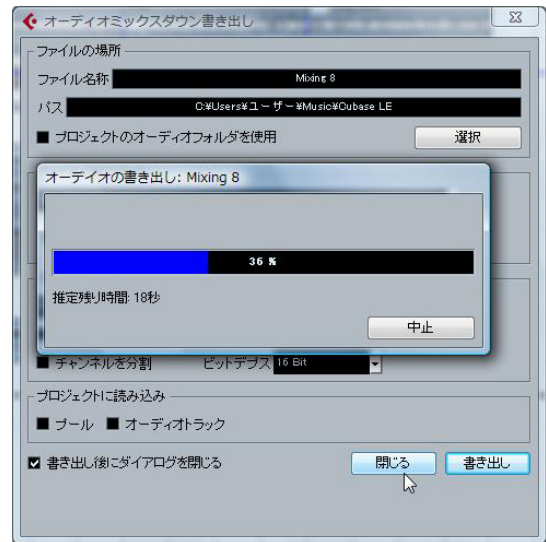 オーディオミックスダウン書き出し
ファイルの場所
ファイル名称 Mixing 8
パス C:¥Users¥ユーザー¥Music¥Cubase LE
プロジェクトのオーディオフォルダを使用 選択
オーデイオの書き出し: Mixing 8
36 %
推定残り時間: 18秒
中止
チャンネルを分割 ビットデプス 16 Bit
プロジェクトに読み込み
プール オーディオトラック
書き出し後にダイアログを閉じる 閉じる 書き出し